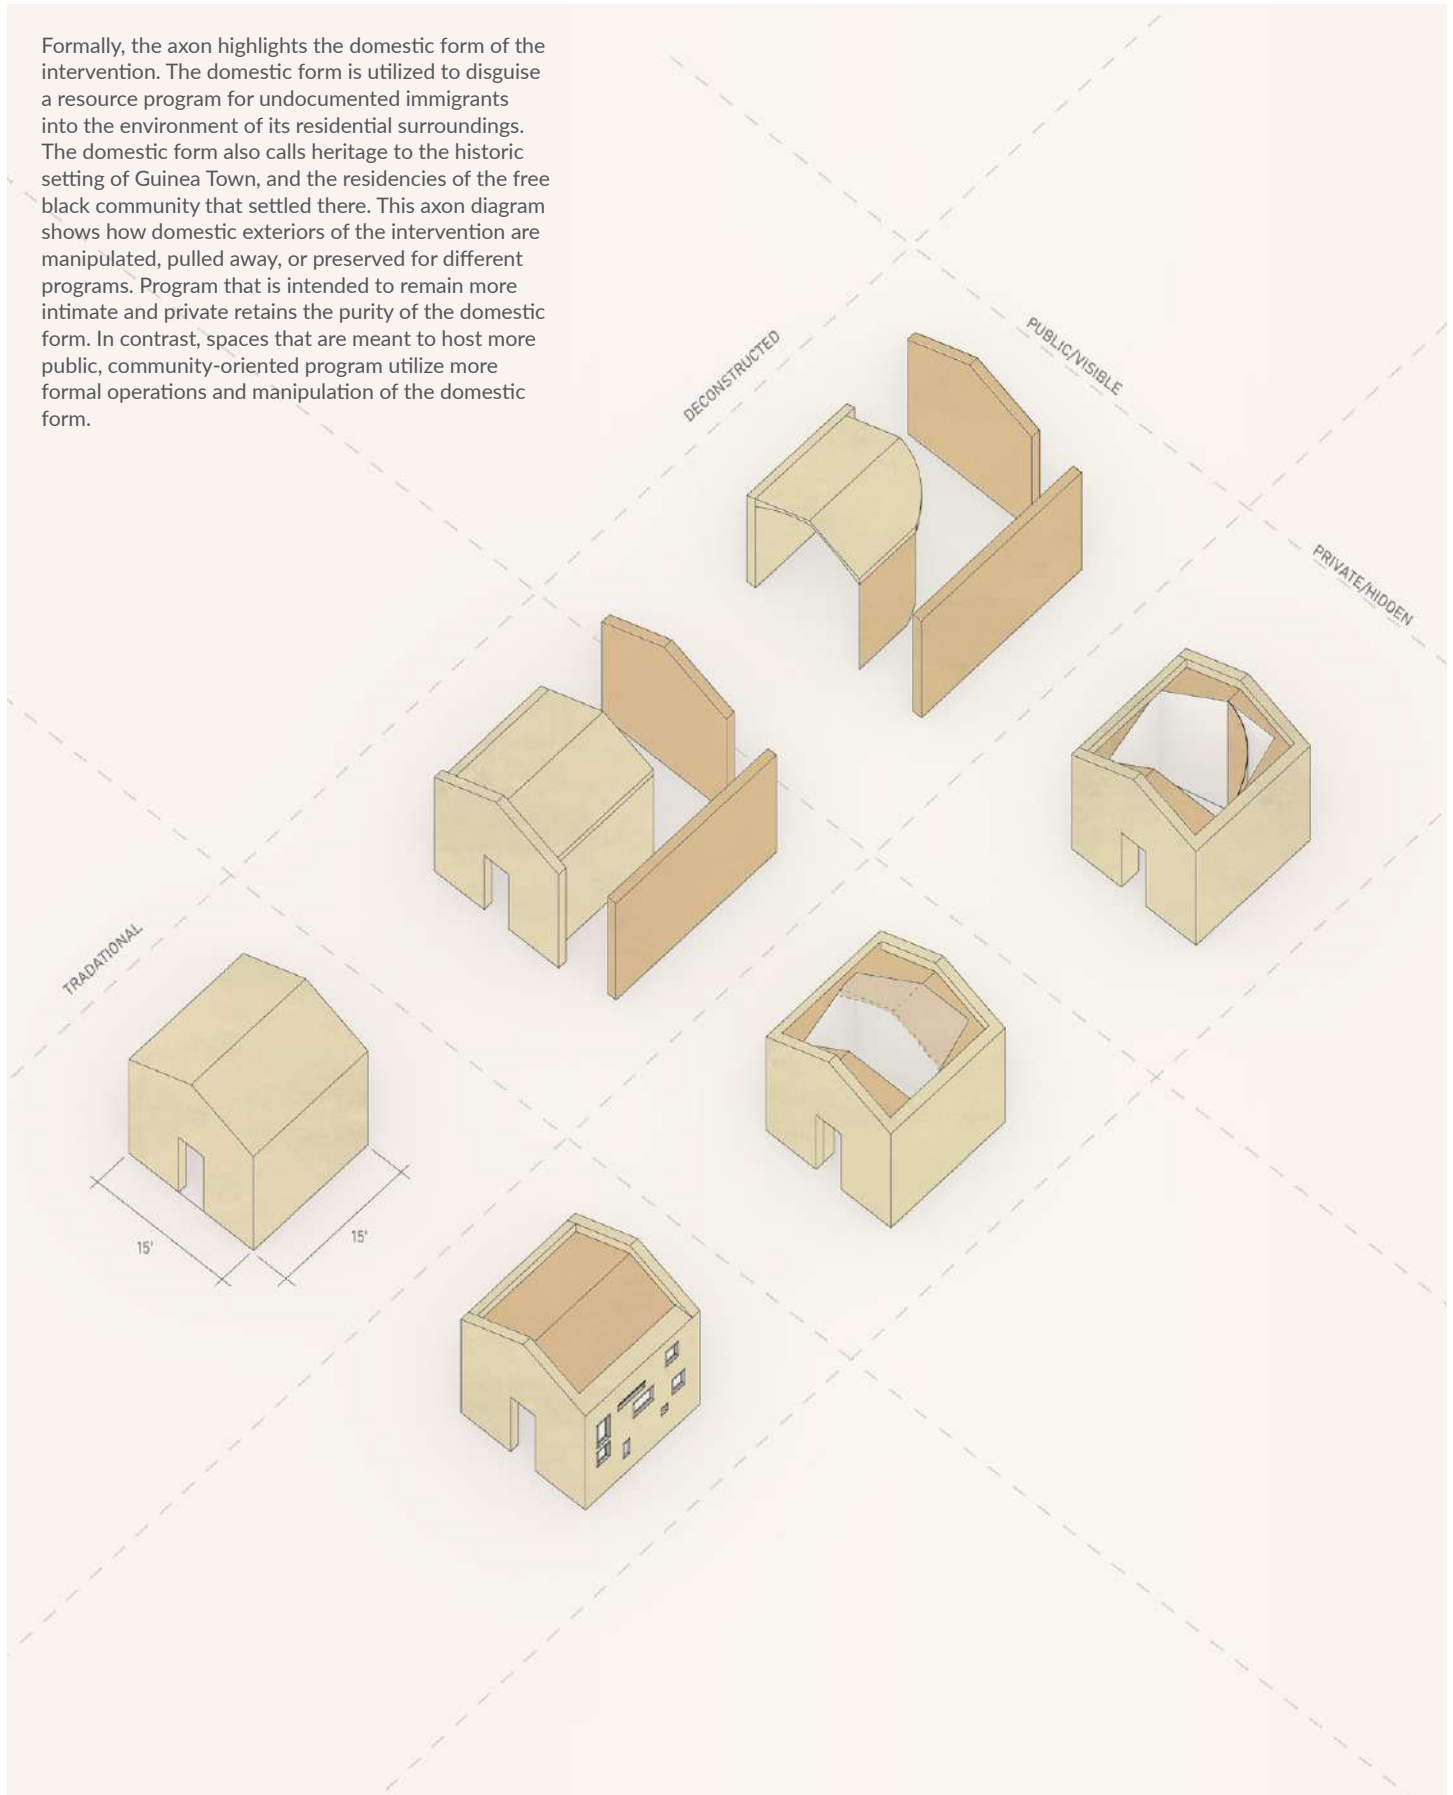 Formally, the axon highlights the domestic form of the
intervention. The domestic form is utilized to disguise
a resource program for undocumented immigrants
into the environment of its residential surroundings.
The domestic form also calls heritage to the historic
setting of Guinea Town, and the residencies of the free
black community that settled there. This axon diagram
shows how domestic exteriors of the intervention are
manipulated, pulled away, or preserved for different
programs. Program that is intended to remain more
intimate and private retains the purity of the domestic
form. In contrast, spaces that are meant to host more
public, community-oriented program utilize more
formal operations and manipulation of the domestic
form.
DECONSTRUCTED
PUBLIC/VISIBLE
PRIVATE/HIDDEN
TRADATIONAL
15'
15'